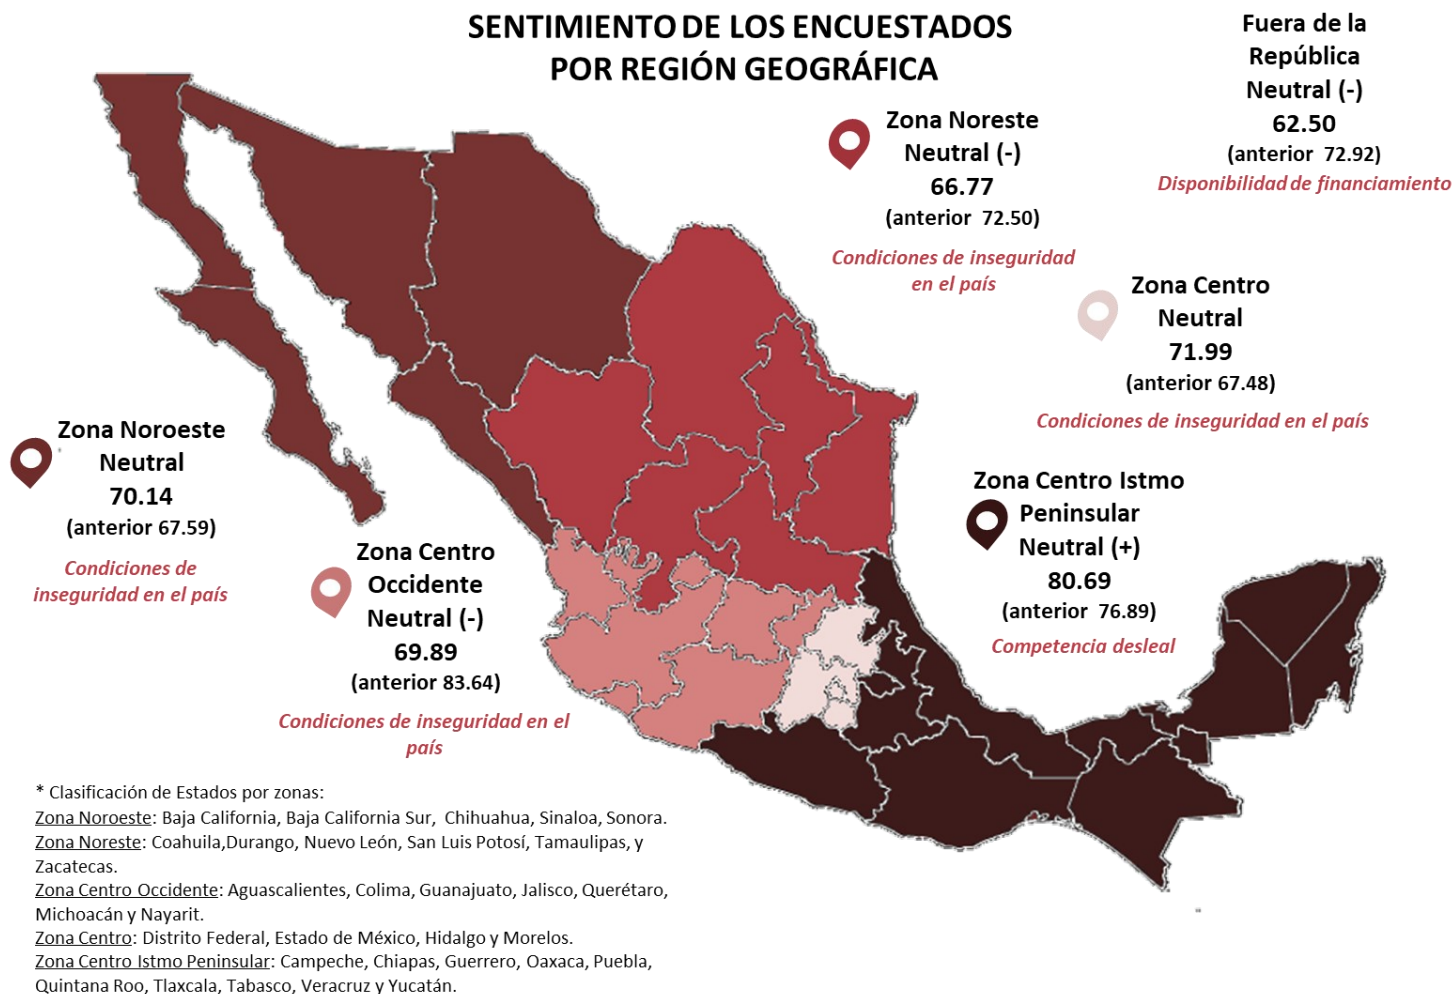 SENTIMIENTO DE LOS ENCUESTADOS
POR REGIÓN GEOGRÁFICA
Fuera de la
República
Neutral (-)
62.50
(anterior 72.92)
Disponibilidad de financiamiento
Zona Noreste
Neutral (-)
66.77
(anterior 72.50)
Condiciones de inseguridad
en el país
Zona Centro
Neutral
71.99
(anterior 67.48)
Condiciones de inseguridad en el país
Zona Noroeste
Neutral
70.14
(anterior 67.59)
Condiciones de
inseguridad en el país
Zona Centro Istmo
Peninsular
Neutral (+)
80.69
(anterior 76.89)
Competencia desleal
Zona Centro
Occidente
Neutral (-)
69.89
(anterior 83.64)
Condiciones de inseguridad en el
país
* Clasificación de Estados por zonas:
Zona Noroeste: Baja California, Baja California Sur, Chihuahua, Sinaloa, Sonora.
Zona Noreste: Coahuila,Durango, Nuevo León, San Luis Potosí, Tamaulipas, y
Zacatecas.
Zona Centro Occidente: Aguascalientes, Colima, Guanajuato, Jalisco, Querétaro,
Michoacán y Nayarit.
Zona Centro: Distrito Federal, Estado de México, Hidalgo y Morelos.
Zona Centro Istmo Peninsular: Campeche, Chiapas, Guerrero, Oaxaca, Puebla,
Quintana Roo, Tlaxcala, Tabasco, Veracruz y Yucatán.